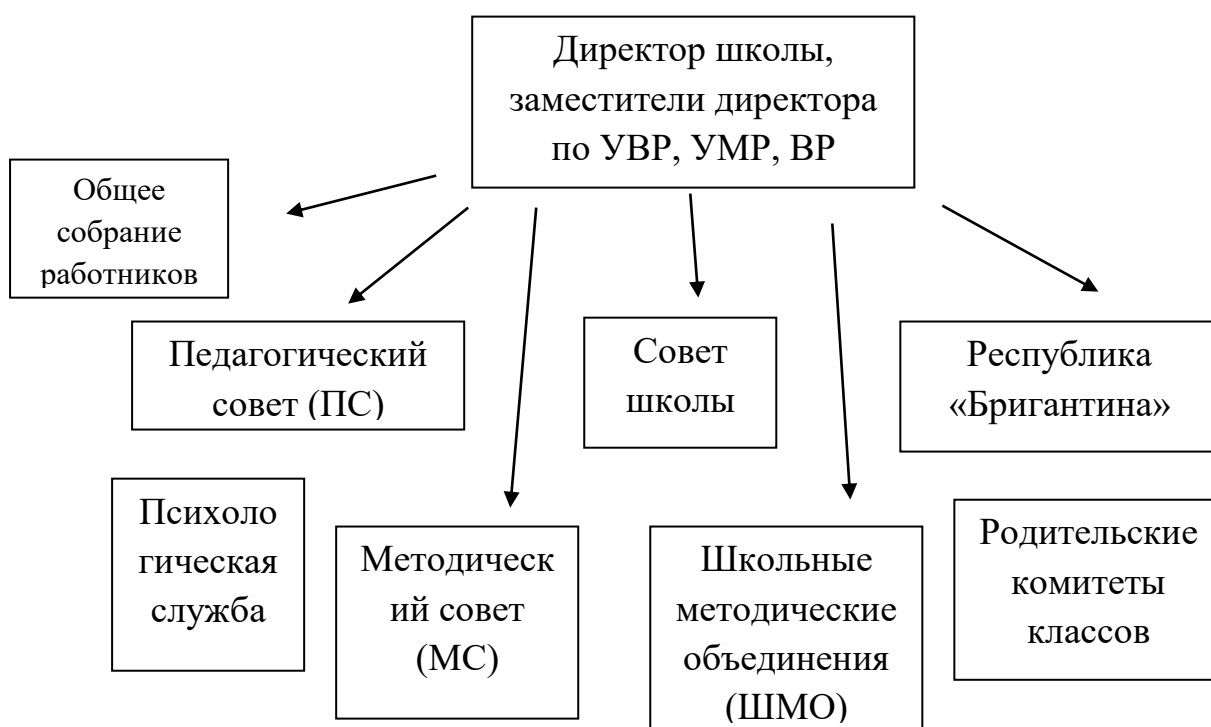 Директор школы,
заместители директора
по УВР, УМР, ВР
Общее
собрание
работников
Педагогический
совет (ПС)
Совет
школы
Республика
«Бригантина»
Психоло
гическая
служба
Методическ
ий совет
(МС)
Школьные
методические
объединения
(ШМО)
Родительские
комитеты
классов